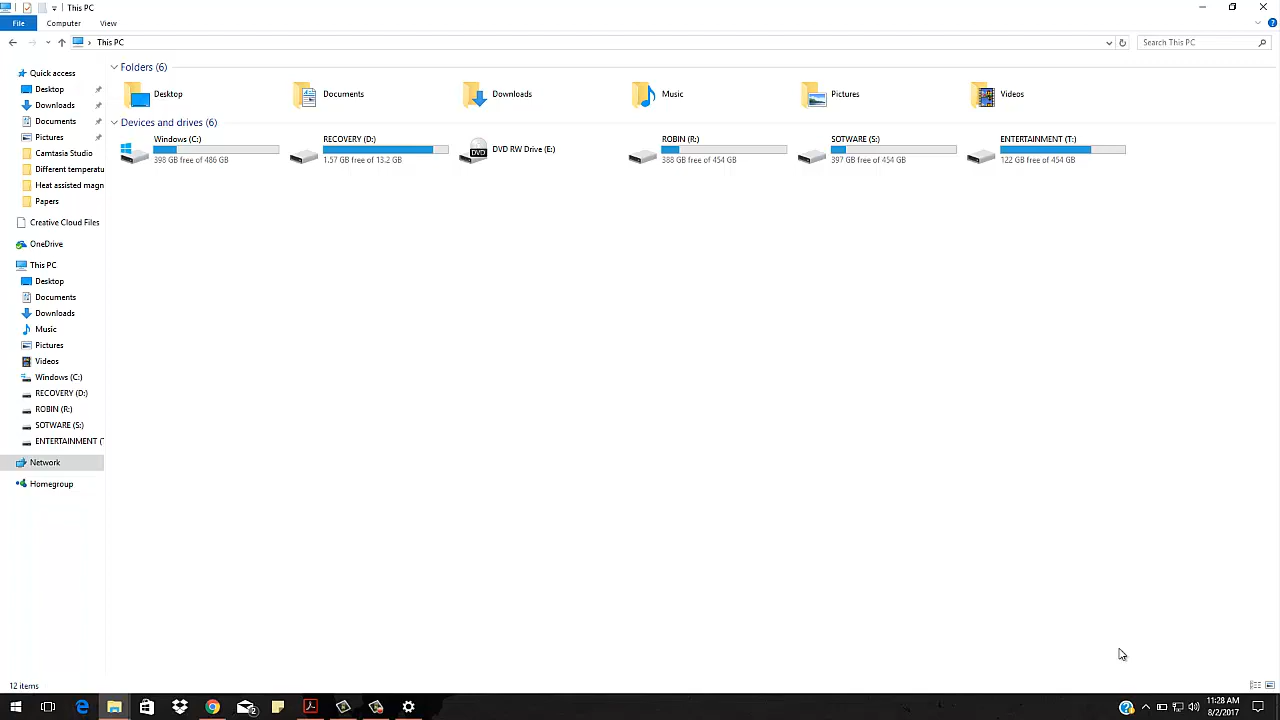 This PC
File Computer View
This PC
Search This PC
Quick access
Desktop
Downloads
Documents
Pictures
Camtasia Studio
Different temperatu
Heat assisted magn
Papers
Creative Cloud Files
OneDrive
This PC
Desktop
Documents
Downloads
Music
Pictures
Videos
Windows (C:)
RECOVERY (D:)
ROBIN (R:)
SOTWARE (S:)
ENTERTAINMENT (T
Network
Homegroup
Folders (6)
Desktop
Documents
Downloads
Music
Pictures
Videos
Devices and drives (6)
Windows (C:)
398 GB free of 486 GB
RECOVERY (D:)
1.57 GB free of 13.2 GB
DVD RW Drive (E:)
DVD
ROBIN (R:)
388 GB free of 454 GB
SOTWARE (S:)
397 GB free of 454 GB
ENTERTAINMENT (T:)
122 GB free of 454 GB
12 items
2
11:28 AM
8/2/2017